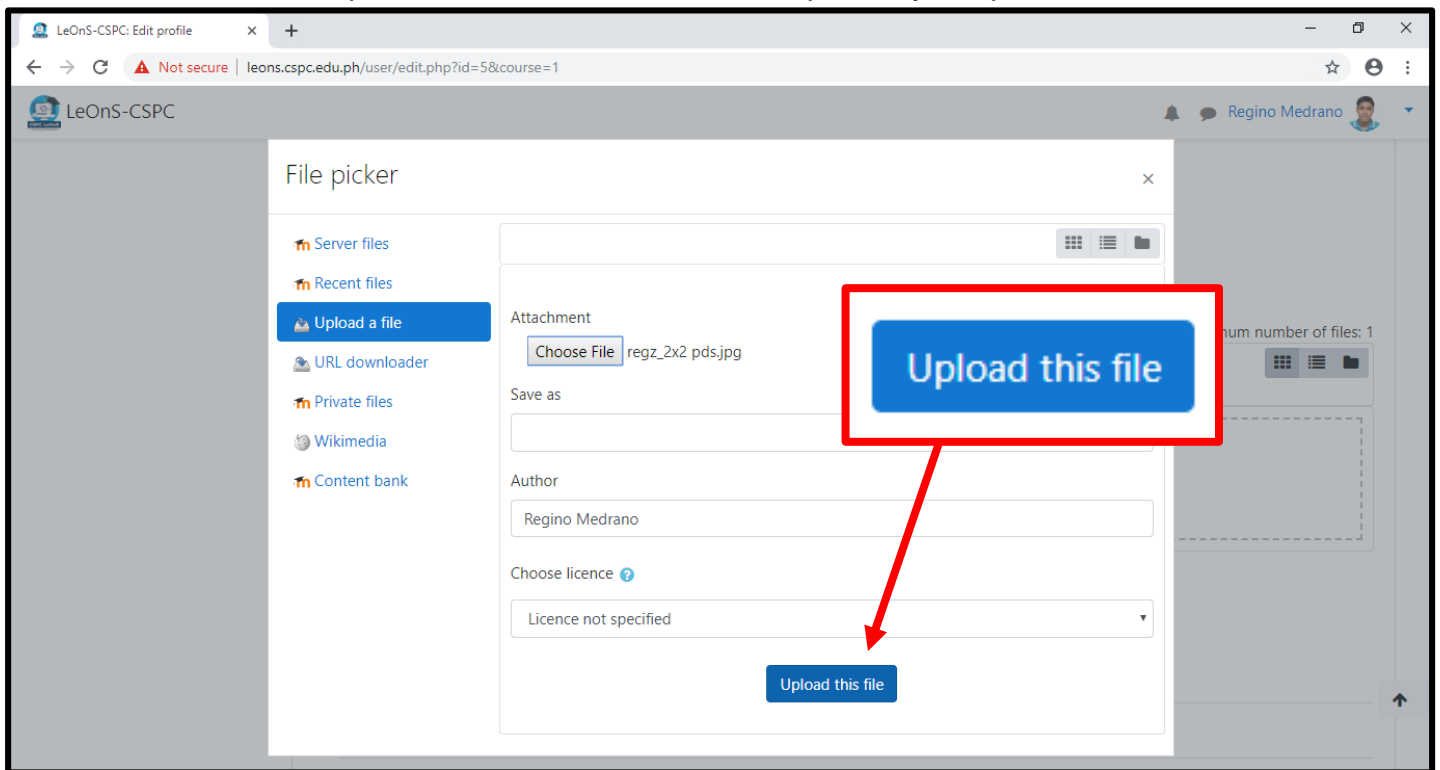 LeOnS-CSPC: Edit profile
Not secure | leons.cspc.edu.ph/user/edit.php?id=5&course=1
LeOnS-CSPC
Regino Medrano
File picker
Server files
Recent files
Upload a file
URL downloader
Private files
Wikimedia
Content bank
Attachment
Choose File regz_2x2 pds.jpg
Save as
Author
Regino Medrano
Choose licence
Licence not specified
Upload this file
Upload this file
number of files: 1